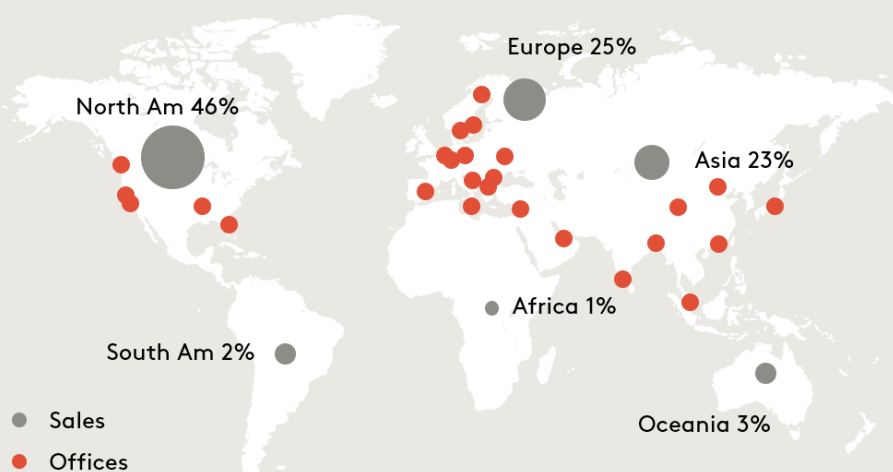 Europe 25%
North Am 46%
Asia 23%
Africa 1%
South Am 2%
Oceania 3%
Sales
Offices